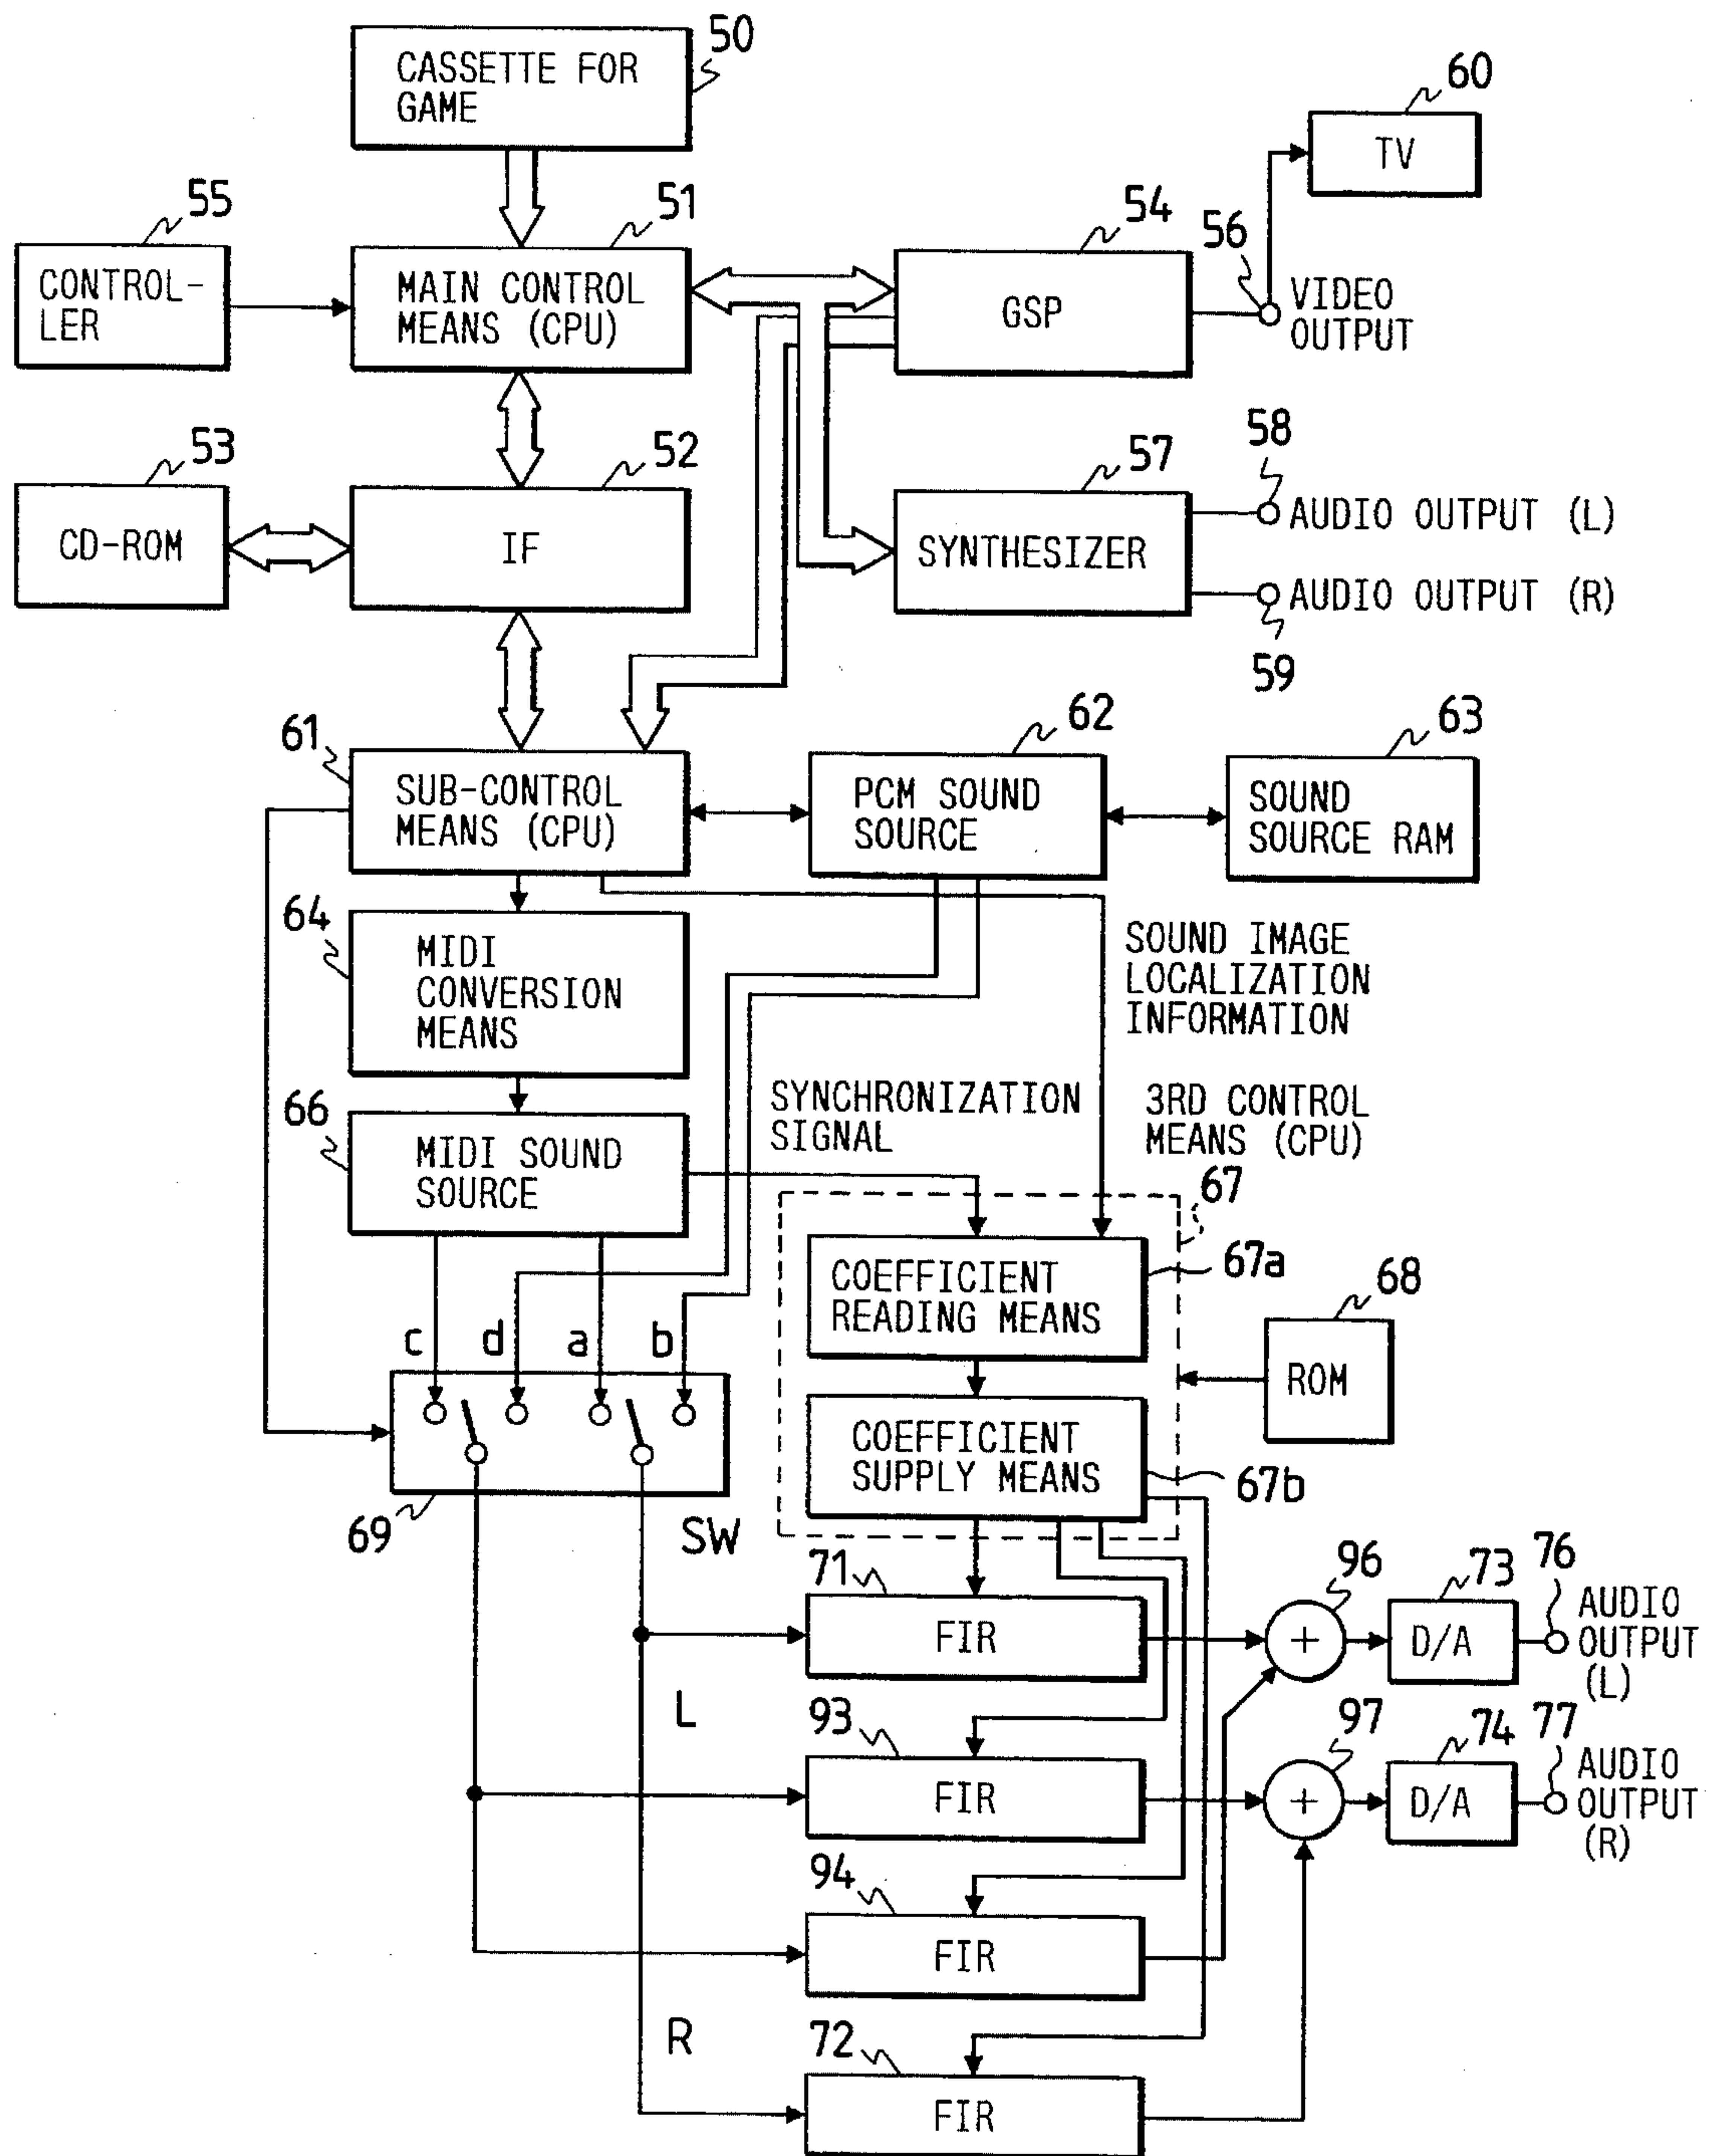 50
CASSETTE FOR
GAME
60
TV
55
CONTROL-
LER
51
MAIN CONTROL
MEANS (CPU)
54
GSP
56
VIDEO
OUTPUT
53
CD-ROM
52
IF
57
SYNTHESIZER
58
AUDIO OUTPUT (L)
AUDIO OUTPUT (R)
59
61
SUB-CONTROL
MEANS (CPU)
62
PCM SOUND
SOURCE
63
SOUND
SOURCE RAM
64
MIDI
CONVERSION
MEANS
SOUND IMAGE
LOCALIZATION
INFORMATION
66
MIDI SOUND
SOURCE
SYNCHRONIZATION
SIGNAL
3RD CONTROL
MEANS (CPU)
67
67a
COEFFICIENT
READING MEANS
68
ROM
c
d
a
b
COEFFICIENT
SUPPLY MEANS
67b
69
SW
71
FIR
96
+
73
D/A
76
AUDIO
OUTPUT
(L)
L
93
FIR
97
+
74
D/A
77
AUDIO
OUTPUT
(R)
94
FIR
R
72
FIR